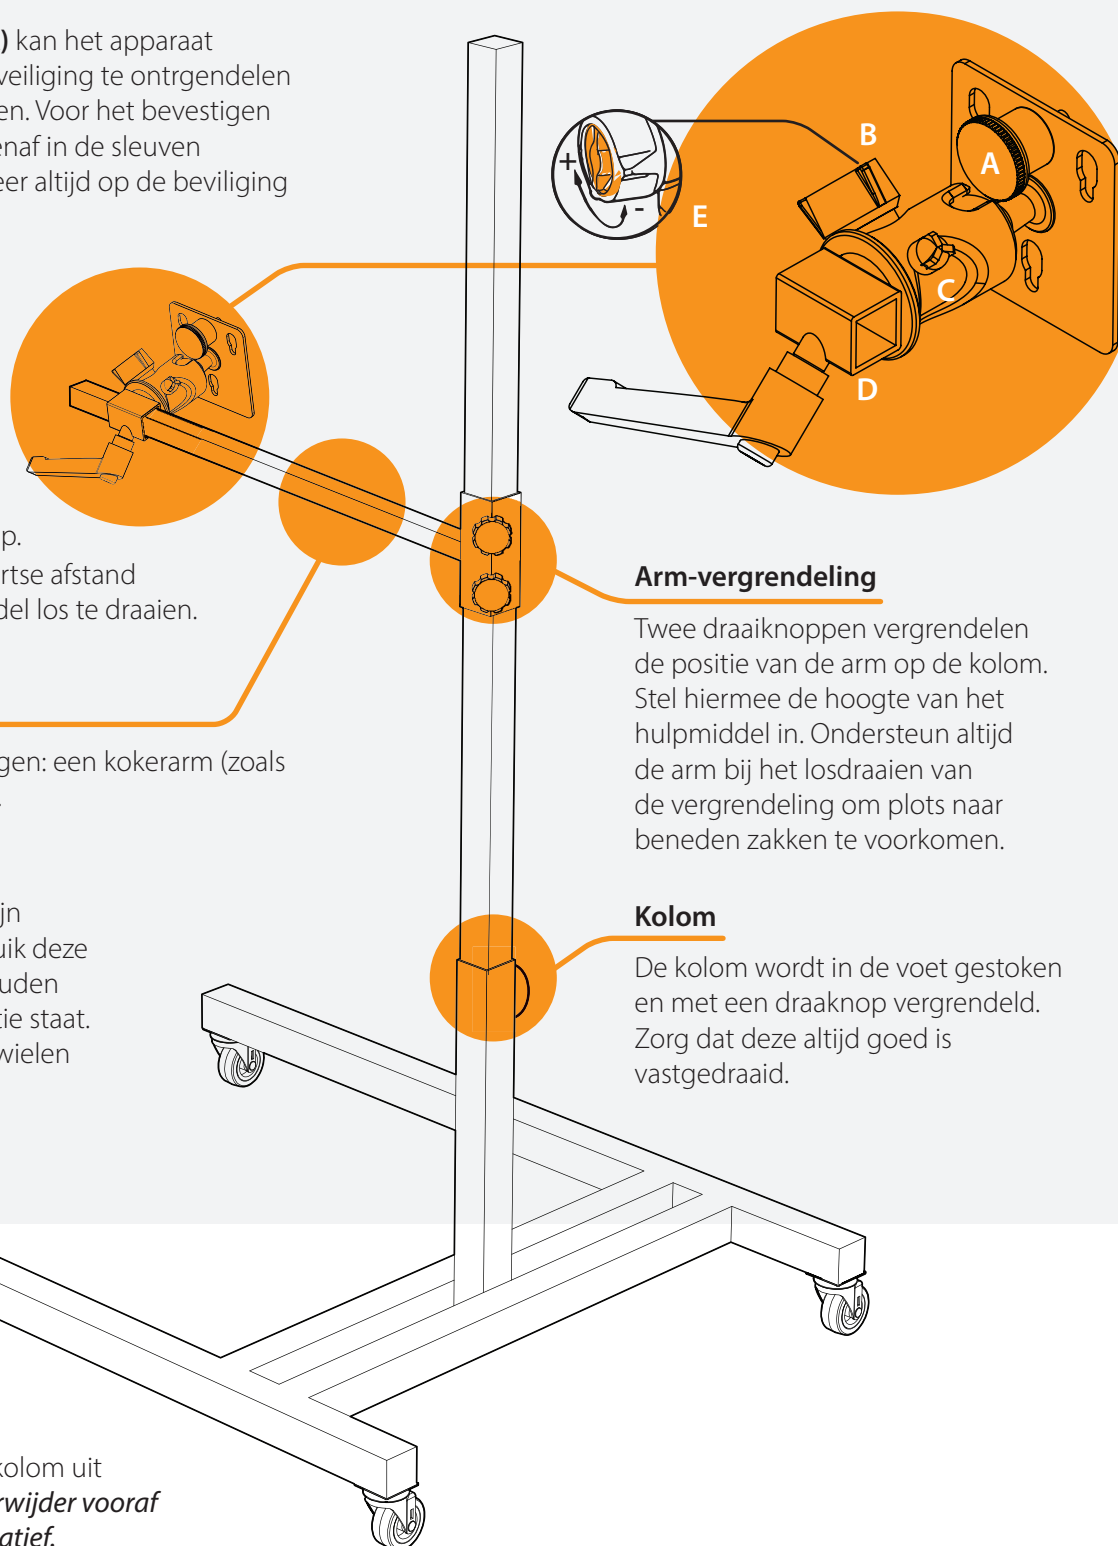 ) kan het apparaat
veiliging te ontrgendelen
en. Voor het bevestigen
enaf in de sleuven
eer altijd op de beviliging
B
A
+
-
E
C
D
p.
rtse afstand
del los te draaien.
Arm-vergrendeling
Twee draaiknoppen vergrendelen
de positie van de arm op de kolom.
Stel hiermee de hoogte van het
hulpmiddel in. Ondersteun altijd
de arm bij het losdraaien van
de vergrendeling om plots naar
beneden zakken te voorkomen.
gen: een kokerarm (zoals
.
ijn
uik deze
uden
tie staat.
wielen
Kolom
De kolom wordt in de voet gestoken
en met een draaknop vergrendeld.
Zorg dat deze altijd goed is
vastgedraaid.
kolom uit
rwijder vooraf
atief.